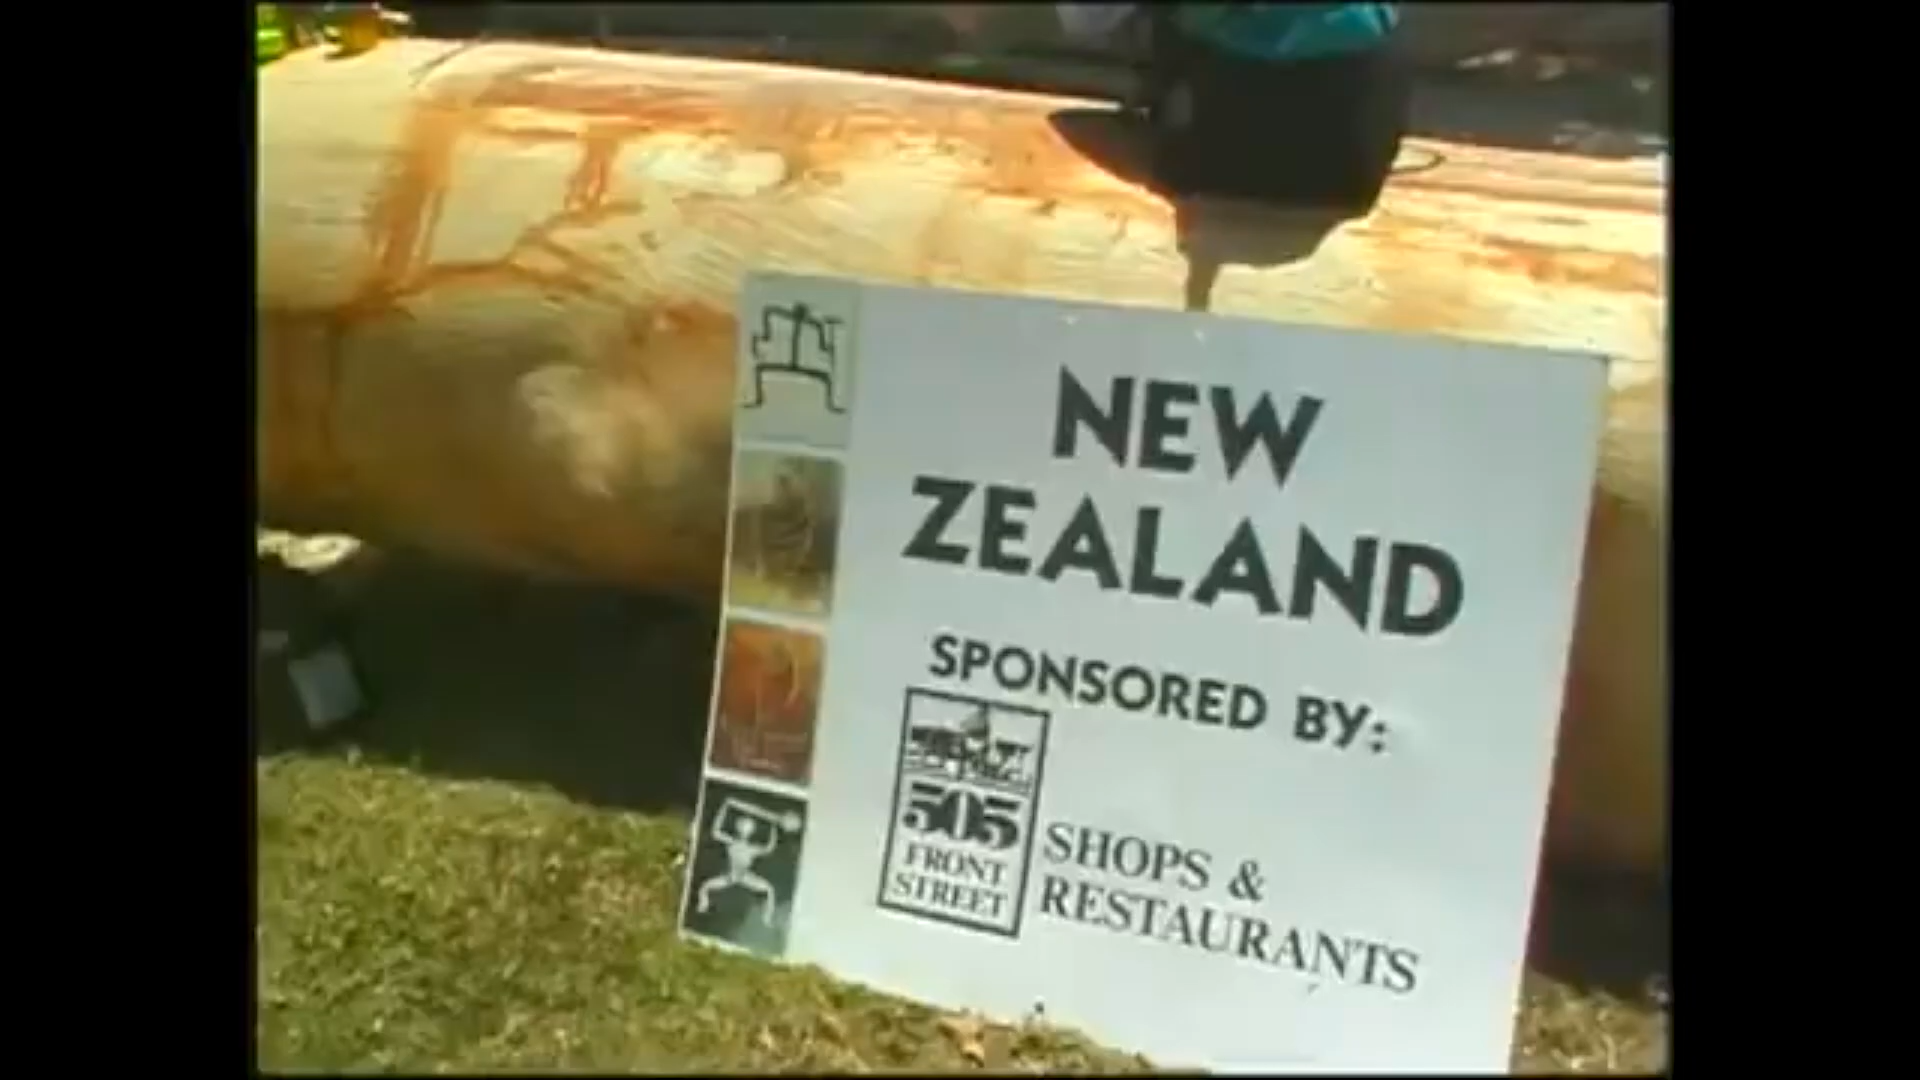 NEW
ZEALAND
SPONSORED BY:
505
FRONT
STREET
SHOPS &
RESTAURANTS